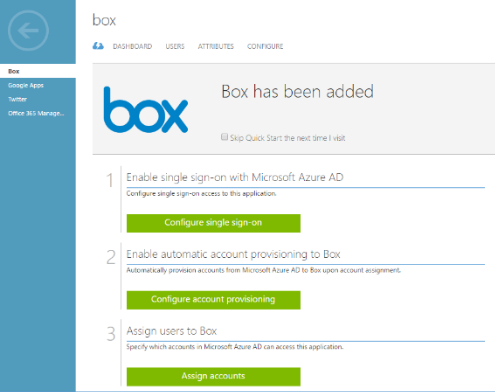 box
DASHBOARD USERS ATTRIBUTES CONFIGURE
Box
Google Apps
Twitter
Office 365 Manage...
box
Box has been added
Skip Quick Start the next time I visit
1 Enable single sign-on with Microsoft Azure AD
Configure single sign-on access to this application.
Configure single sign-on
2 Enable automatic account provisioning to Box
Automatically provision accounts from Microsoft Azure AD to Box upon account assignment.
Configure account provisioning
3 Assign users to Box
Specify which accounts in Microsoft Azure AD can access this application.
Assign accounts